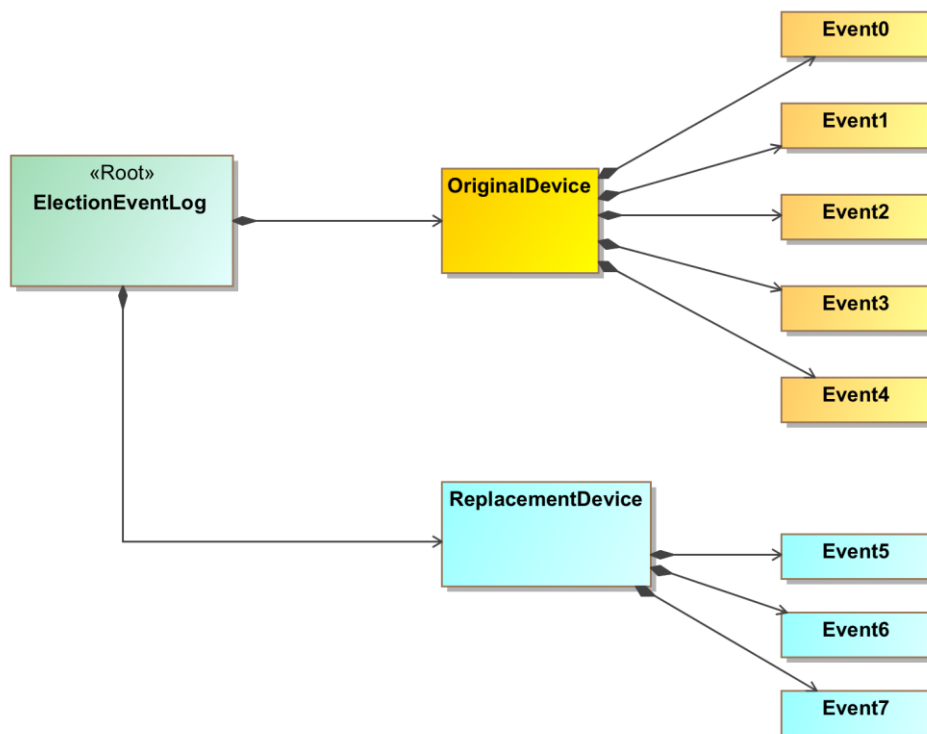 Event0
Event1
«Root»
ElectionEventLog
OriginalDevice
Event2
Event3
Event4
ReplacementDevice
Event5
Event6
Event7